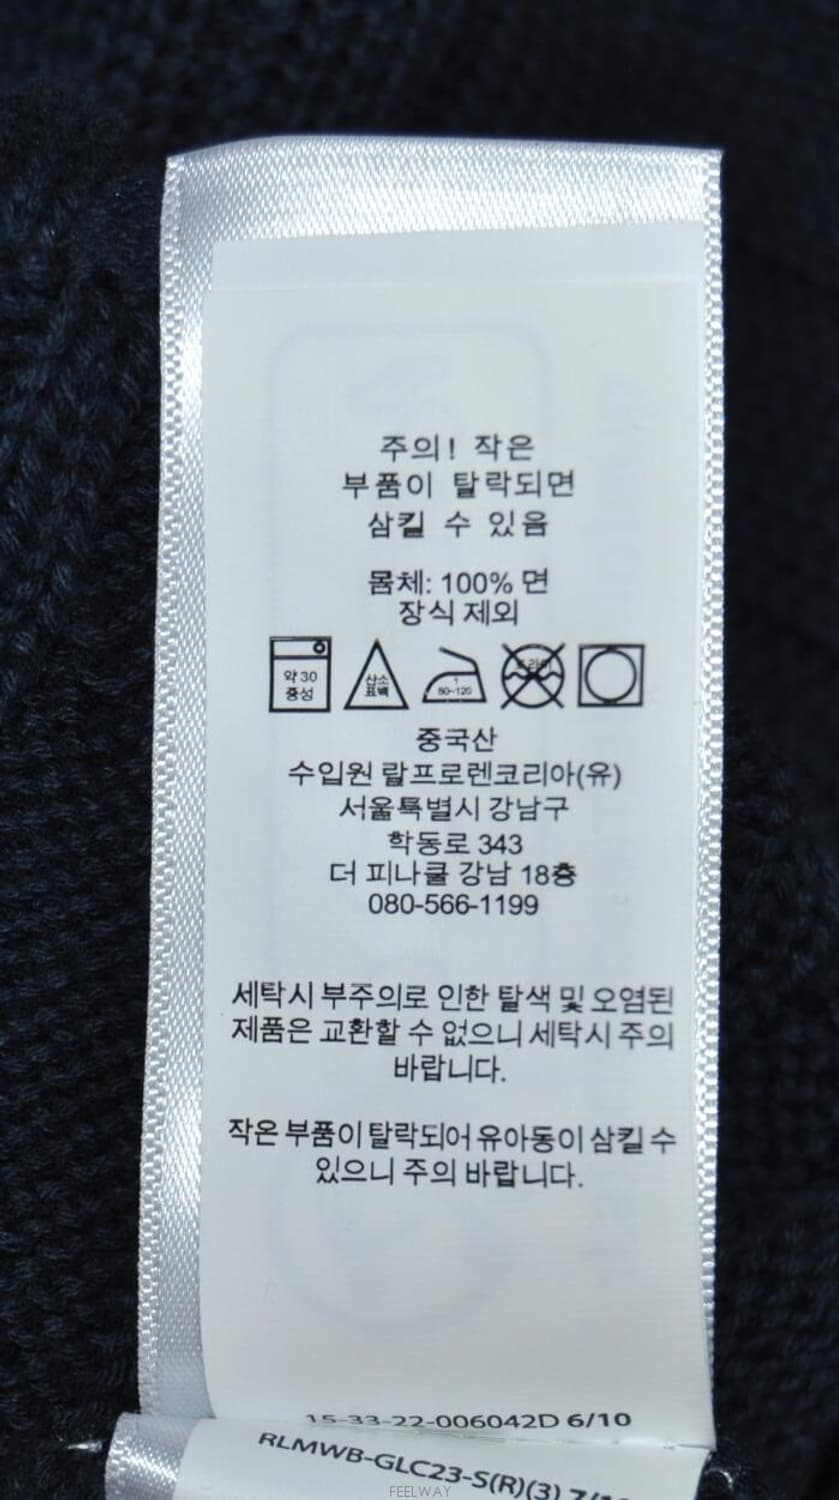 주의! 작은
부품이 탈락되면
삼킬 수 있음
몸체: 100% 면
장식 제외
약 30
중성
산소
표백
1
80~120
드라이
중국산
수입원 랄프로렌코리아(유)
서울특별시 강남구
학동로 343
더 피나클 강남 18층
080-566-1199
세탁시 부주의로 인한 탈색 및 오염된
제품은 교환할 수 없으니 세탁시 주의
바랍니다.
작은 부품이 탈락되어 유아동이 삼킬 수
있으니 주의 바랍니다.
15-33-22-006042D 6/10
RLMWB-GLC23-S(R)(3)
FEELWAY